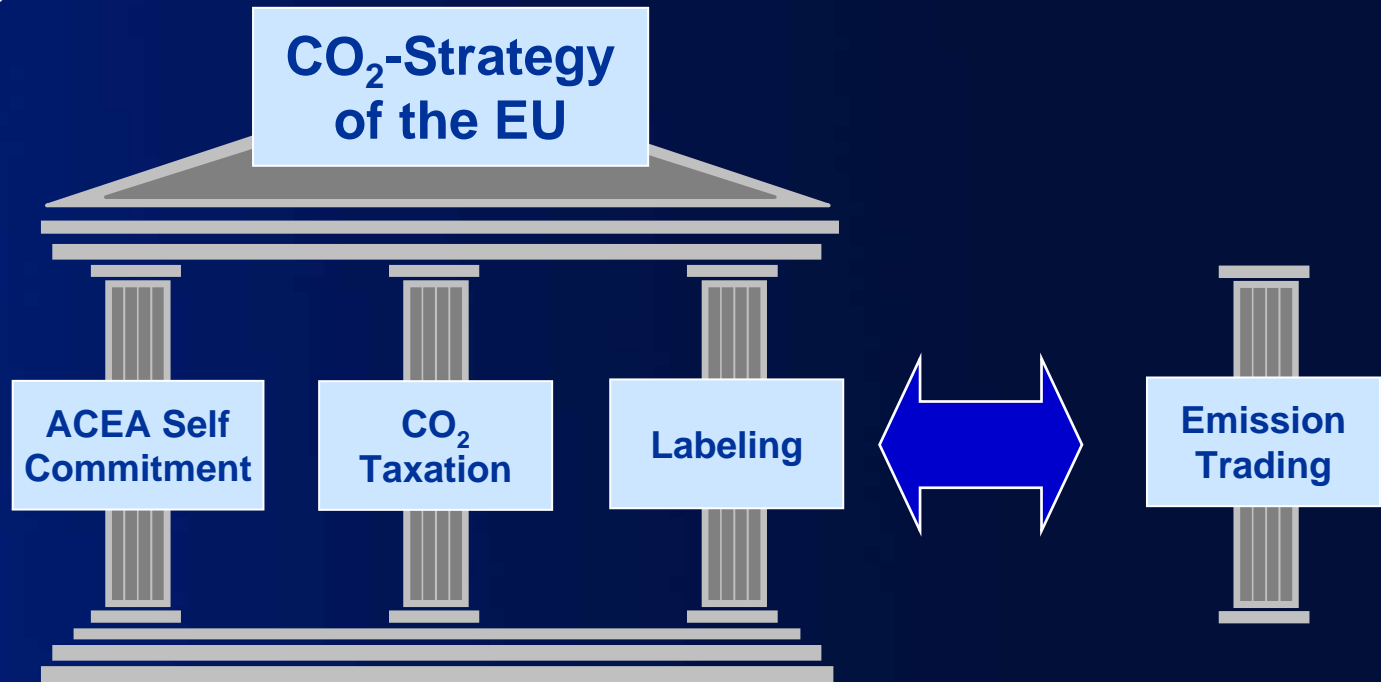 CO₂-Strategy
of the EU
ACEA Self
Commitment
CO₂
Taxation
Labeling
Emission
Trading